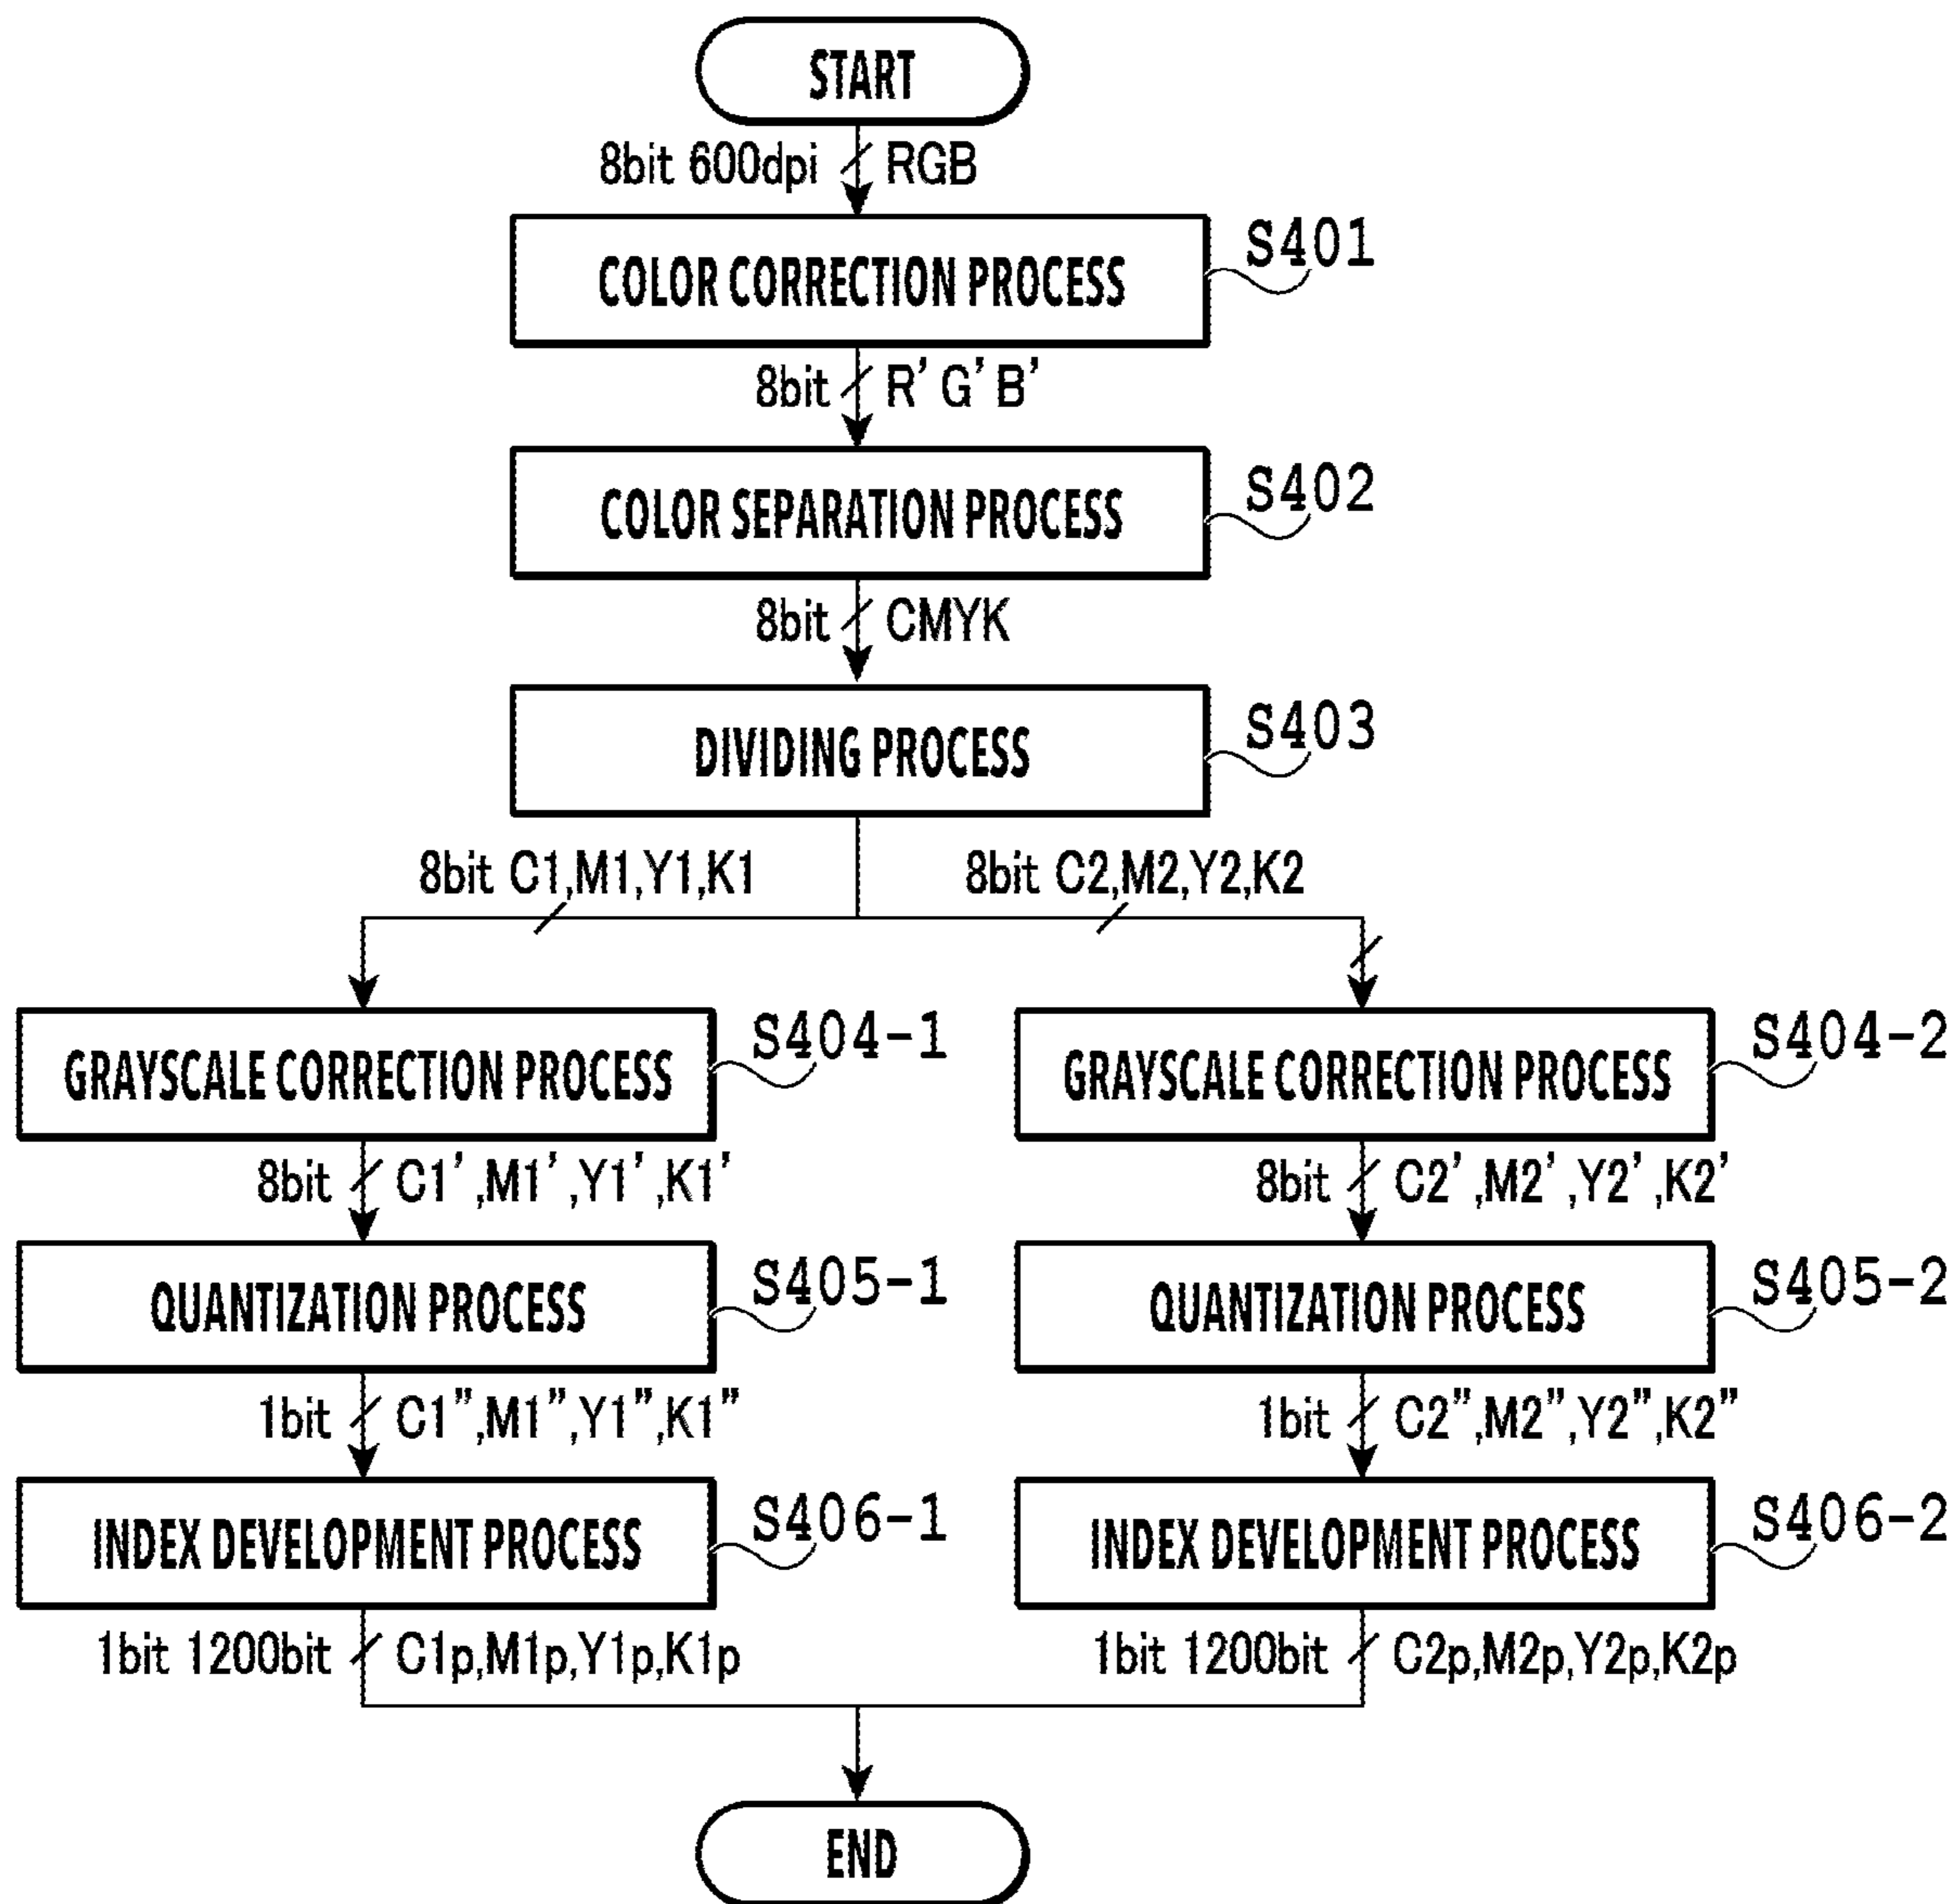 START
8bit 600dpi RGB
COLOR CORRECTION PROCESS S401
8bit R'G'B'
COLOR SEPARATION PROCESS S402
8bit CMYK
DIVIDING PROCESS S403
8bit C1,M1,Y1,K1 8bit C2,M2,Y2,K2
GRAYSCALE CORRECTION PROCESS S404-1 GRAYSCALE CORRECTION PROCESS S404-2
8bit C1',M1',Y1',K1' 8bit C2',M2',Y2',K2'
QUANTIZATION PROCESS S405-1 QUANTIZATION PROCESS S405-2
1bit C1”,M1”,Y1”,K1” 1bit C2”,M2”,Y2”,K2”
INDEX DEVELOPMENT PROCESS S406-1 INDEX DEVELOPMENT PROCESS S406-2
1bit 1200bit C1p,M1p,Y1p,K1p 1bit 1200bit C2p,M2p,Y2p,K2p
END